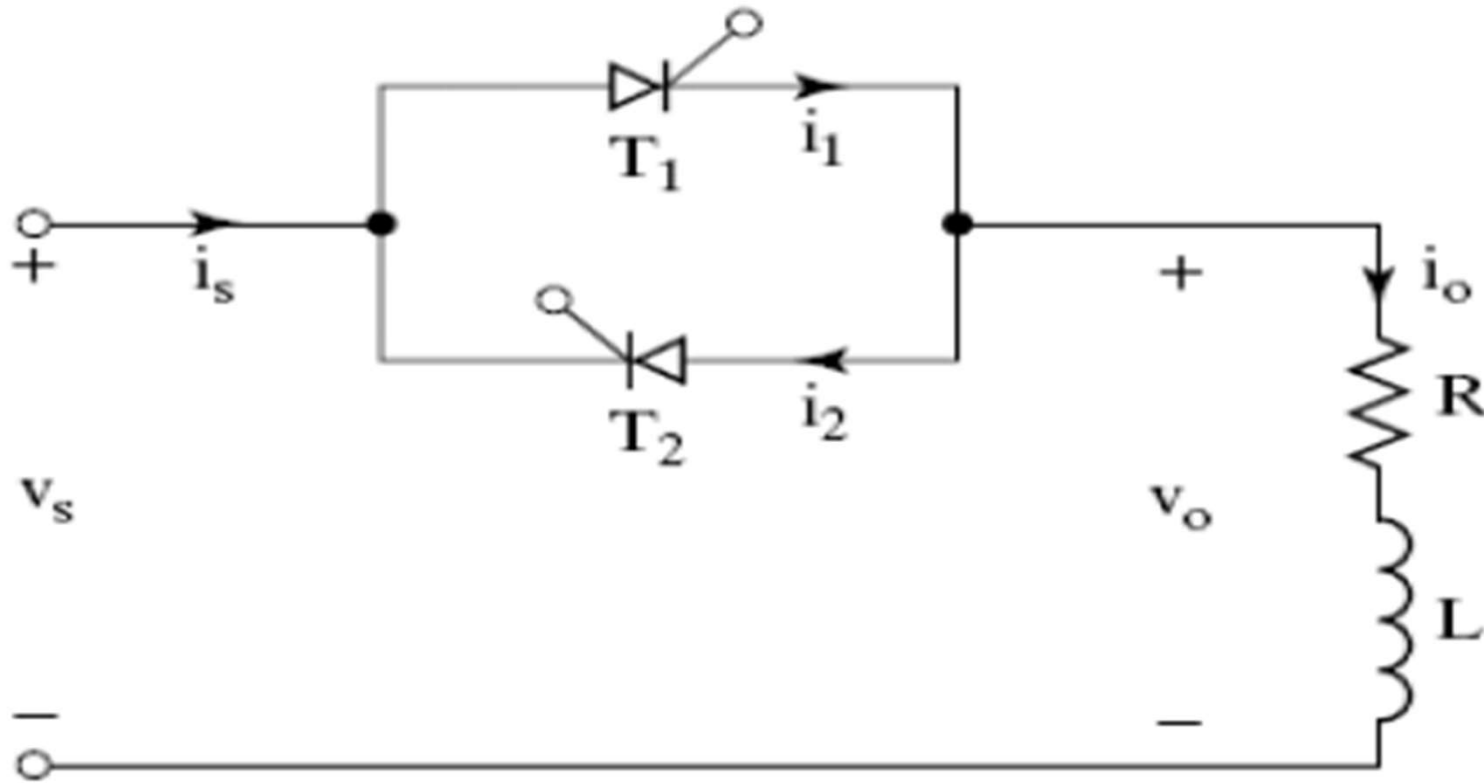 T₁
i₁
+
iₛ
+
iₒ
R
T₂
i₂
vₛ
vₒ
L
−
−